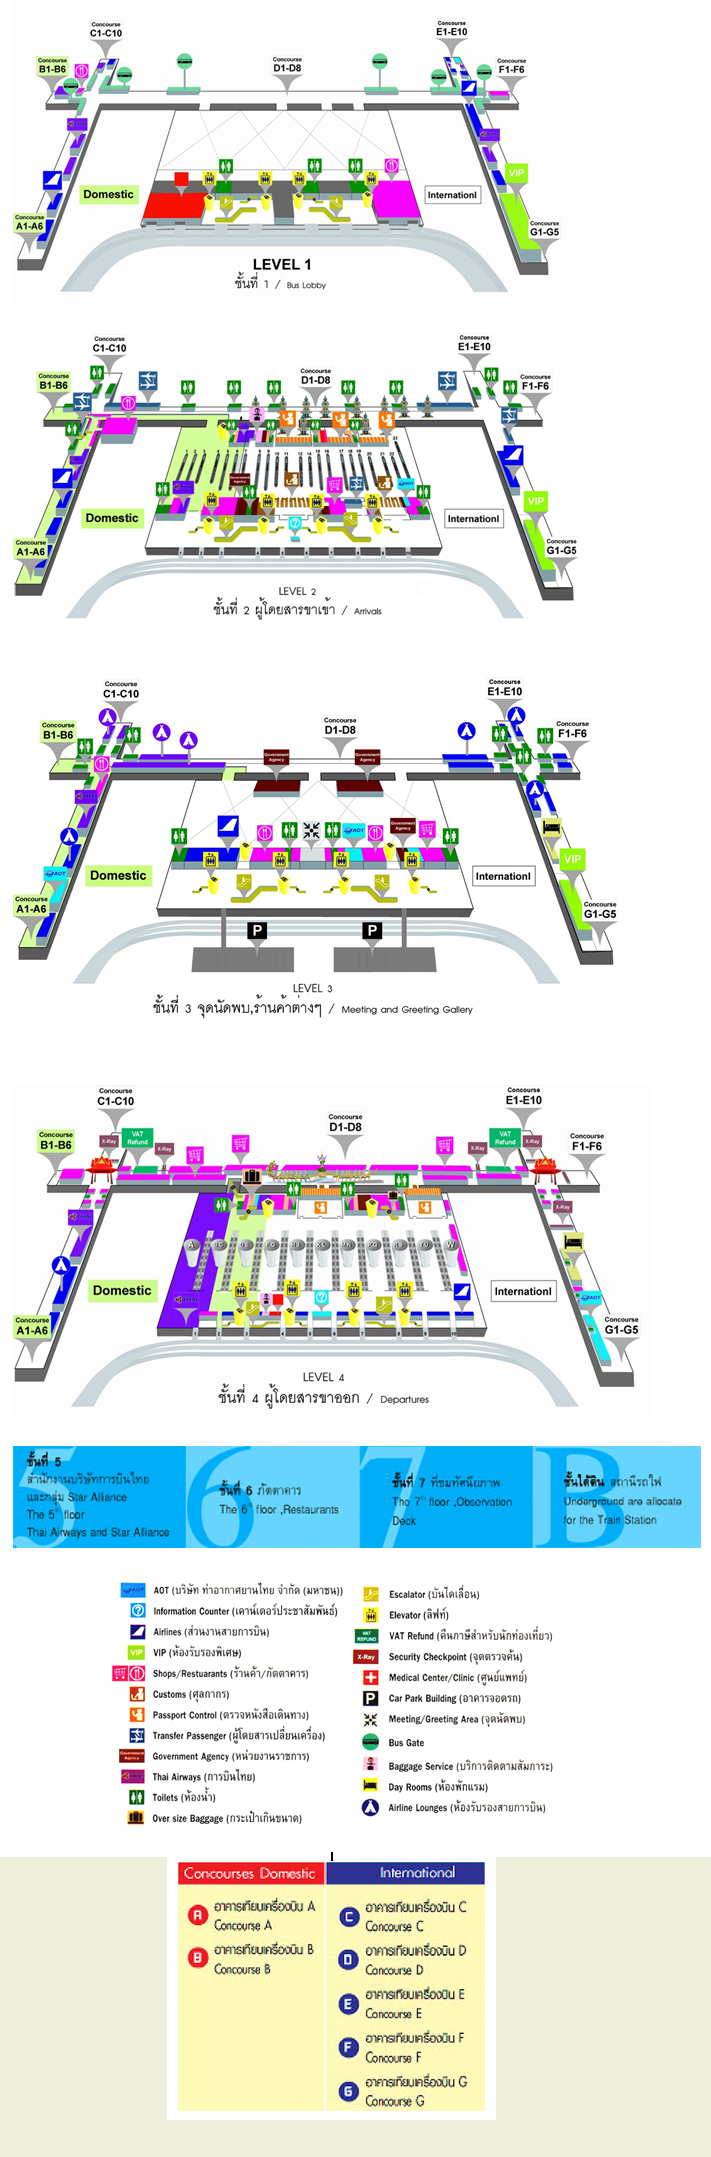 Concourse
C1-C10
Concourse
E1-E10
Concourse
B1-B6
Concourse
D1-D8
Concourse
F1-F6
VIP
Domestic
Internationl
Concourse
A1-A6
Concourse
G1-G5
LEVEL 1
ชั้นที่ 1 / Bus Lobby
Concourse
C1-C10
Concourse
E1-E10
Concourse
B1-B6
Concourse
D1-D8
Concourse
F1-F6
Government
Agency
AOT
VIP
Domestic
Internationl
Concourse
A1-A6
Concourse
G1-G5
LEVEL 2
ชั้นที่ 2 ผู้โดยสารขาเข้า / Arrivals
Concourse
C1-C10
Concourse
E1-E10
Concourse
B1-B6
Concourse
D1-D8
Concourse
F1-F6
Government
Agency
Government
Agency
AOT
Government
Agency
AOT
VIP
Domestic
Internationl
Concourse
A1-A6
Concourse
G1-G5
P
P
LEVEL 3
ชั้นที่ 3 จุดนัดพบ,ร้านค้าต่างๆ / Meeting and Greeting Gallery
Concourse
C1-C10
Concourse
E1-E10
Concourse
B1-B6
X-Ray
VAT
Refund
X-Ray
Concourse
D1-D8
X-Ray
VAT
Refund
X-Ray
Concourse
F1-F6
X-Ray
A
W
AOT
Domestic
Internationl
Concourse
A1-A6
Concourse
G1-G5
LEVEL 4
ชั้นที่ 4 ผู้โดยสารขาออก / Departures
5
ชั้นที่ 5
สำนักงานบริษัทการบินไทย
และกลุ่ม Star Alliance
The 5th floor
Thai Airways and Star Alliance
6
ชั้นที่ 6 ภัตตาคาร
The 6th floor ,Restaurants
7
ชั้นที่ 7 ที่ชมทัศนียภาพ
The 7th floor ,Observation
Deck
B
ชั้นใต้ดิน สถานีรถไฟ
Underground are allocate
for the Train Station
AOT (บริษัท ท่าอากาศยานไทย จำกัด (มหาชน))
Information Counter (เคาน์เตอร์ประชาสัมพันธ์)
Airlines (ส่วนงานสายการบิน)
VIP VIP (ห้องรับรองพิเศษ)
Shops/Restuarants (ร้านค้า/ภัตตาคาร)
Customs (ศุลกากร)
Passport Control (ตรวจหนังสือเดินทาง)
Transfer Passenger (ผู้โดยสารเปลี่ยนเครื่อง)
Government Agency (หน่วยงานราชการ)
Thai Airways (การบินไทย)
Toilets (ห้องน้ำ)
Over size Baggage (กระเป๋าเกินขนาด)
Escalator (บันไดเลื่อน)
Elevator (ลิฟท์)
VAT REFUND VAT Refund (คืนภาษีสำหรับนักท่องเที่ยว)
X-Ray Security Checkpoint (จุดตรวจค้น)
Medical Center/Clinic (ศูนย์แพทย์)
P Car Park Building (อาคารจอดรถ)
Meeting/Greeting Area (จุดนัดพบ)
Bus Gate
Baggage Service (บริการติดตามสัมภาระ)
Day Rooms (ห้องพักแรม)
Airline Lounges (ห้องรับรองสายการบิน)
Concourses Domestic
A อาคารเทียบเครื่องบิน A
Concourse A
B อาคารเทียบเครื่องบิน B
Concourse B
International
C อาคารเทียบเครื่องบิน C
Concourse C
D อาคารเทียบเครื่องบิน D
Concourse D
E อาคารเทียบเครื่องบิน E
Concourse E
F อาคารเทียบเครื่องบิน F
Concourse F
G อาคารเทียบเครื่องบิน G
Concourse G